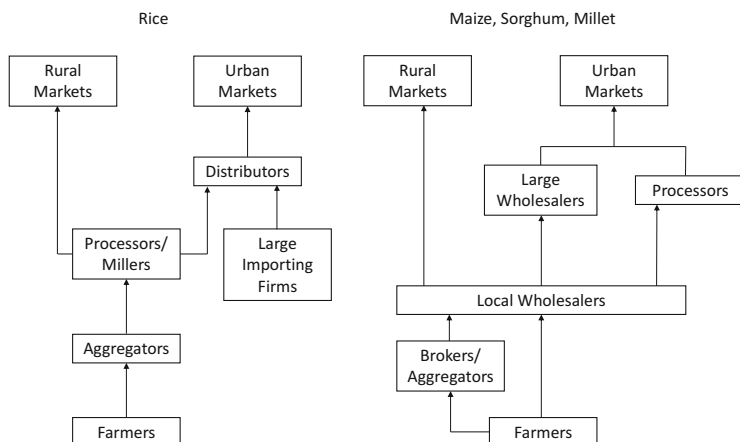 Rice
Rural
Markets
Urban
Markets
Distributors
Processors/
Millers
Large
Importing
Firms
Aggregators
Farmers
Maize, Sorghum, Millet
Rural
Markets
Urban
Markets
Large
Wholesalers
Processors
Local Wholesalers
Brokers/
Aggregators
Farmers